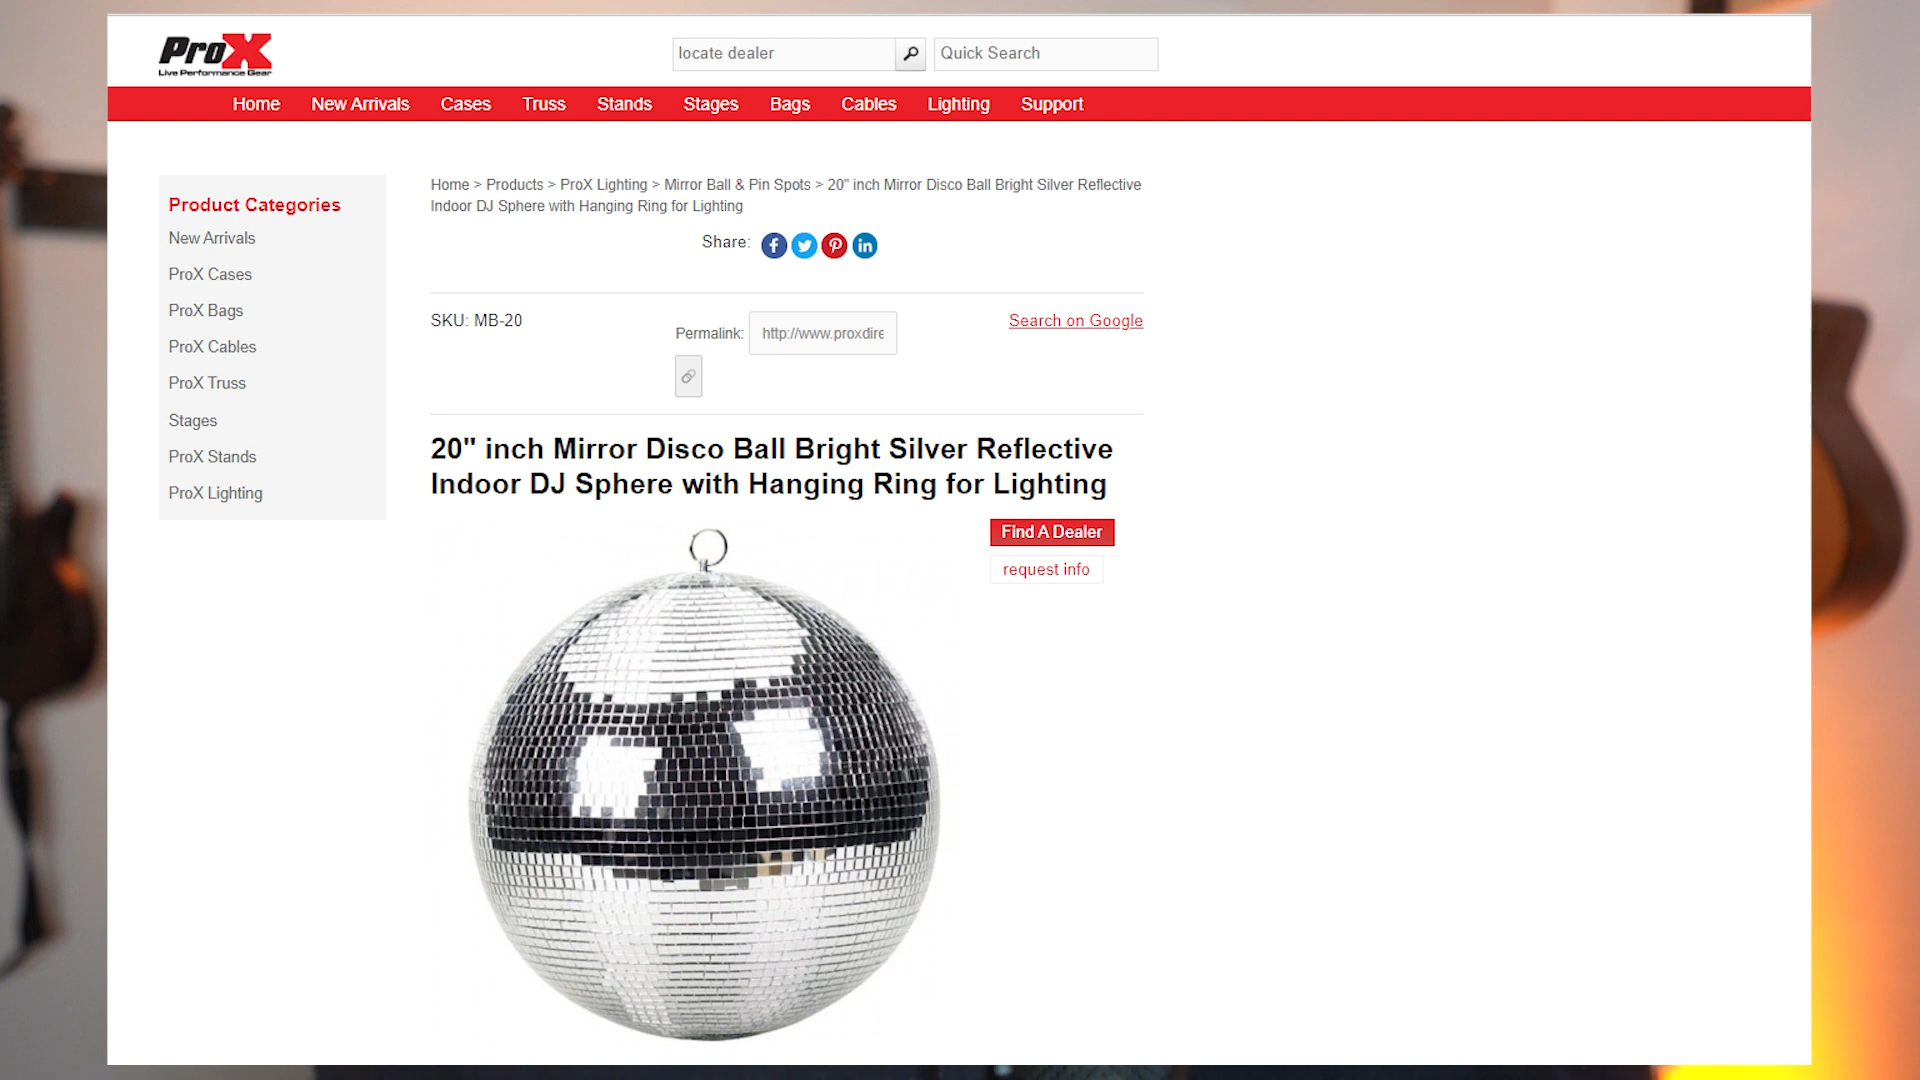 ProX
Live Performance Gear
locate dealer
Quick Search
Home New Arrivals Cases Truss Stands Stages Bags Cables Lighting Support
Product Categories
New Arrivals
ProX Cases
ProX Bags
ProX Cables
ProX Truss
Stages
ProX Stands
ProX Lighting
Home > Products > ProX Lighting > Mirror Ball & Pin Spots > 20" inch Mirror Disco Ball Bright Silver Reflective
Indoor DJ Sphere with Hanging Ring for Lighting
Share:
SKU: MB-20
Permalink: http://www.proxdire
Search on Google
20" inch Mirror Disco Ball Bright Silver Reflective
Indoor DJ Sphere with Hanging Ring for Lighting
Find A Dealer
request info